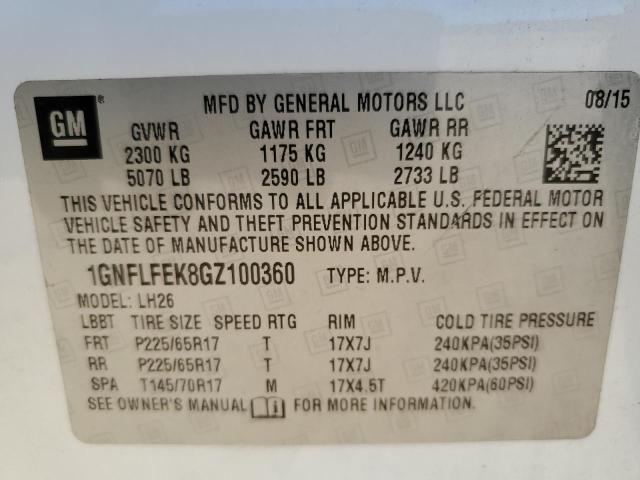 GM ® MFD BY GENERAL MOTORS LLC 08/15
GVWR GAWR FRT GAWR RR
2300 KG 1175 KG 1240 KG
5070 LB 2590 LB 2733 LB
THIS VEHICLE CONFORMS TO ALL APPLICABLE U.S. FEDERAL MOTOR
VEHICLE SAFETY AND THEFT PREVENTION STANDARDS IN EFFECT ON
THE DATE OF MANUFACTURE SHOWN ABOVE.
1GNFLFEK8GZ100360 TYPE: M.P.V.
MODEL: LH26
LBBT TIRE SIZE SPEED RTG RIM COLD TIRE PRESSURE
FRT P225/65R17 T 17X7J 240KPA(35PSI)
RR P225/65R17 T 17X7J 240KPA(35PSI)
SPA T145/70R17 M 17X4.5T 420KPA(60PSI)
SEE OWNER'S MANUAL FOR MORE INFORMATION.